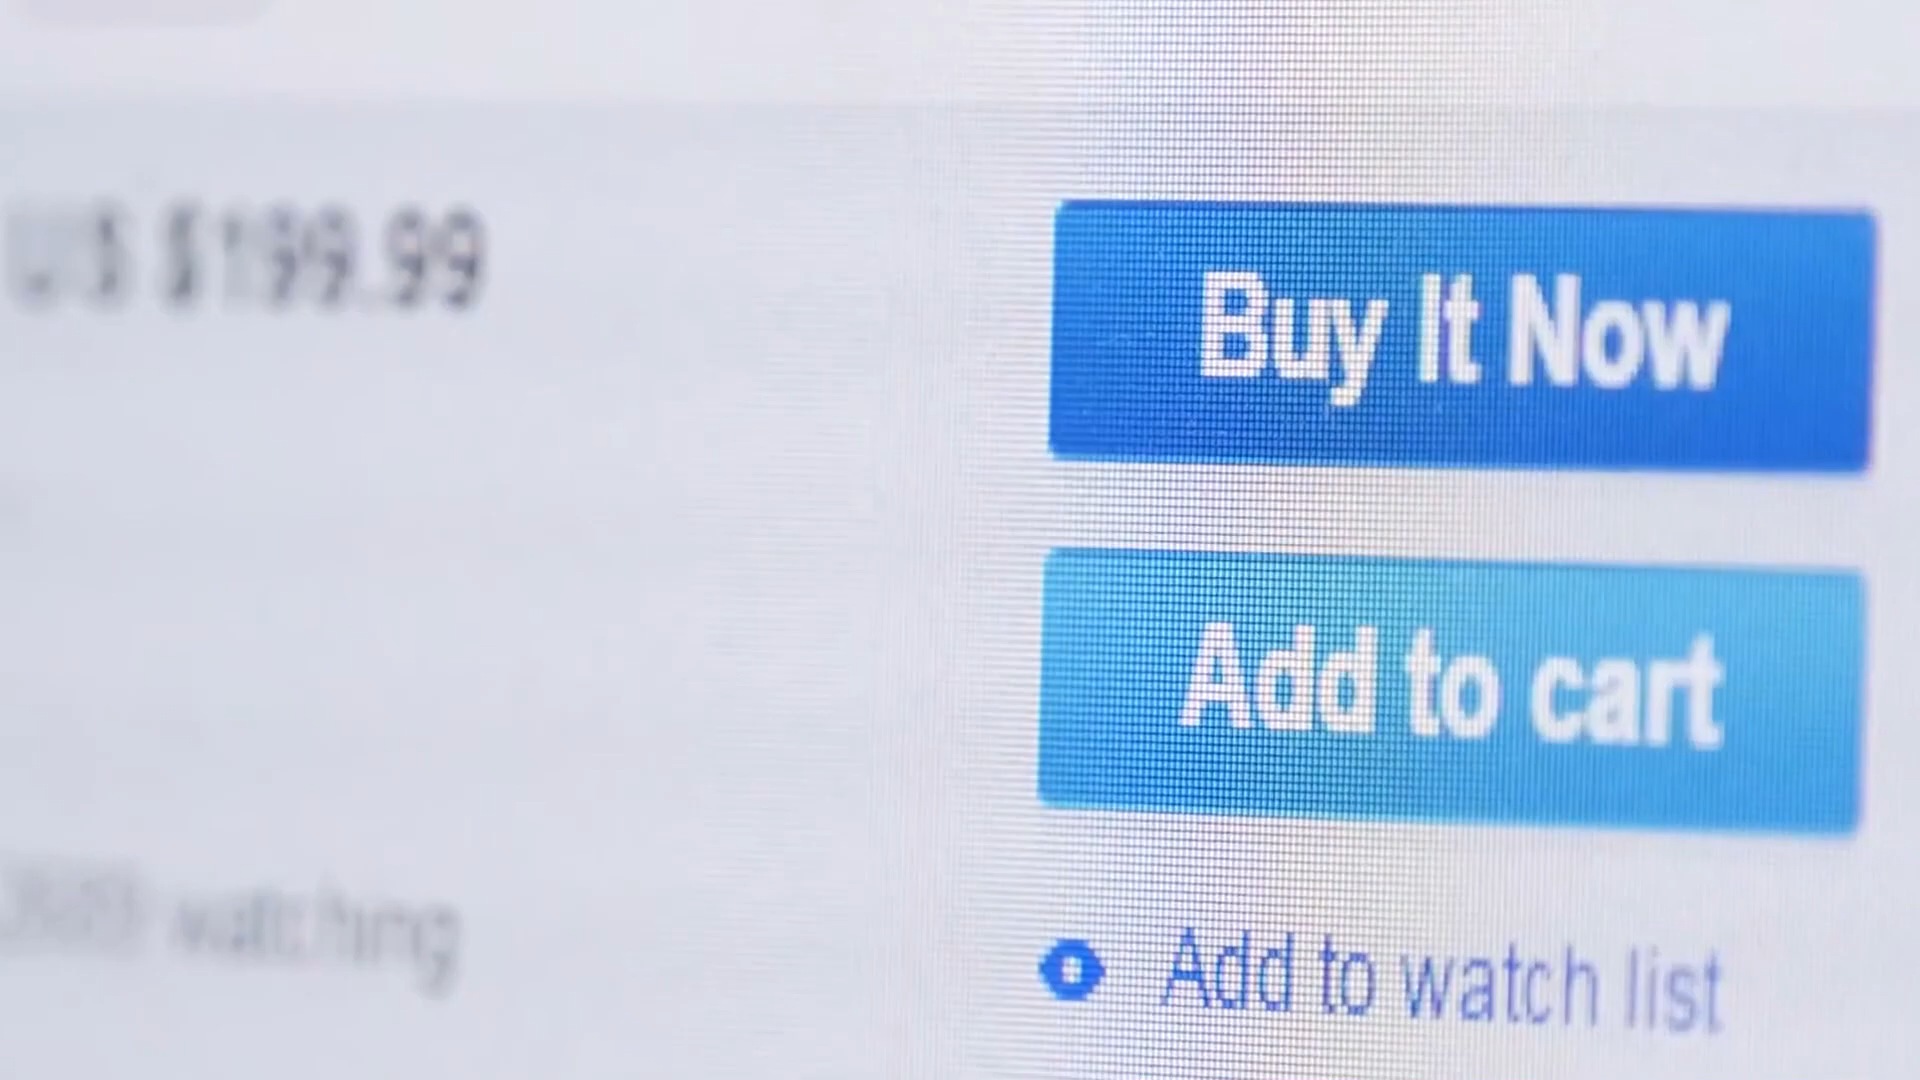 US $199.99
Buy It Now
Add to cart
watching
Add to watch list